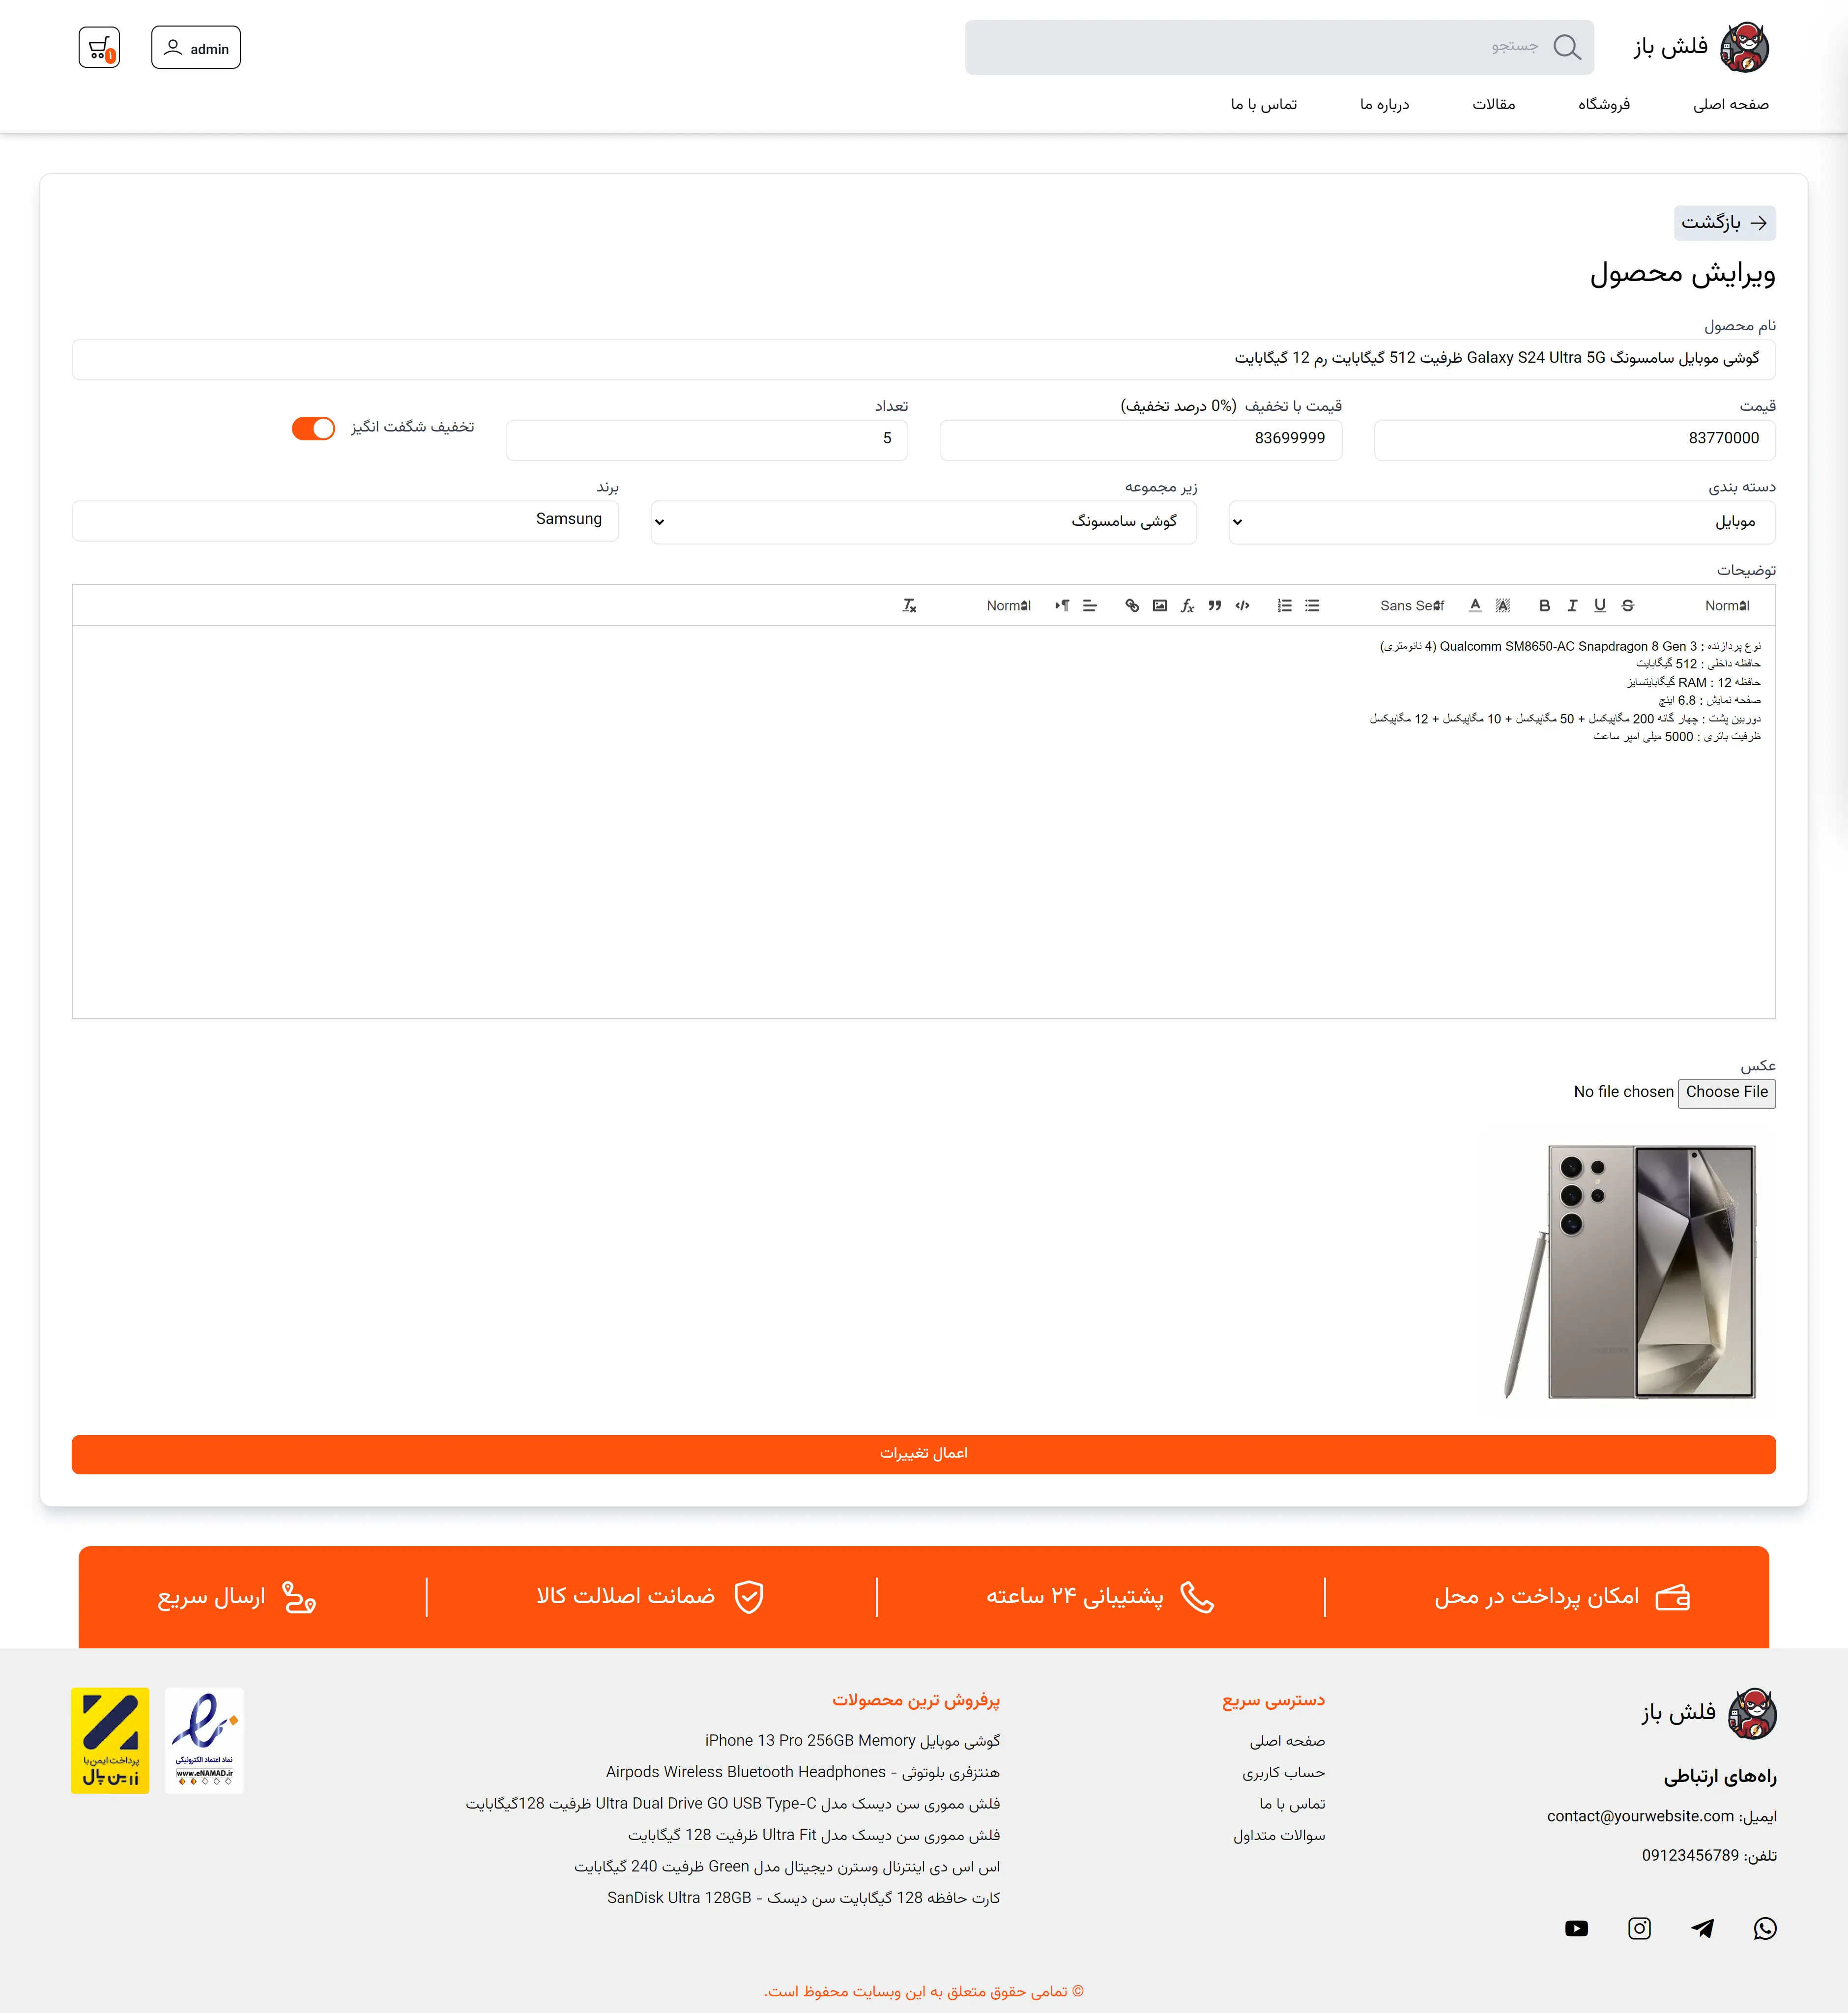 فلش باز
جستجو
admin
۱
صفحه اصلی
فروشگاه
مقالات
درباره ما
تماس با ما
بازگشت
ویرایش محصول
نام محصول
گوشی موبایل سامسونگ Galaxy S24 Ultra 5G ظرفیت 512 گیگابایت رم 12 گیگابایت
قیمت
83770000
قیمت با تخفیف (0% درصد تخفیف)
83699999
تعداد
5
تخفیف شگفت انگیز
دسته بندی
موبایل
زیر مجموعه
گوشی سامسونگ
برند
Samsung
توضیحات
Normal
Sans Serif
Normal
نوع پردازنده : Qualcomm SM8650-AC Snapdragon 8 Gen 3 (4 نانومتری)
حافظه داخلی : 512 گیگابایت
حافظه RAM : 12 گیگابایتسایز
صفحه نمایش : 6.8 اینچ
دوربین پشت : چهار گانه 200 مگاپیکسل + 50 مگاپیکسل + 10 مگاپیکسل + 12 مگاپیکسل
ظرفیت باتری : 5000 میلی آمپر ساعت
عکس
Choose File No file chosen
اعمال تغییرات
امکان پرداخت در محل
پشتیبانی ۲۴ ساعته
ضمانت اصلالت کالا
ارسال سریع
فلش باز
راه‌های ارتباطی
ایمیل: contact@yourwebsite.com
تلفن: 09123456789
دسترسی سریع
صفحه اصلی
حساب کاربری
تماس با ما
سوالات متداول
پرفروش ترین محصولات
گوشی موبایل iPhone 13 Pro 256GB Memory
هنتزفری بلوتوثی - Airpods Wireless Bluetooth Headphones
فلش مموری سن دیسک مدل Ultra Dual Drive GO USB Type-C ظرفیت 128گیگابایت
فلش مموری سن دیسک مدل Ultra Fit ظرفیت 128 گیگابایت
اس اس دی اینترنال وسترن دیجیتال مدل Green ظرفیت 240 گیگابایت
کارت حافظه 128 گیگابایت سن دیسک - SanDisk Ultra 128GB
نماد اعتماد الکترونیکی
www.eNAMAD.ir
پرداخت ایمن با
زرین پال
© تمامی حقوق متعلق به این وبسایت محفوظ است.